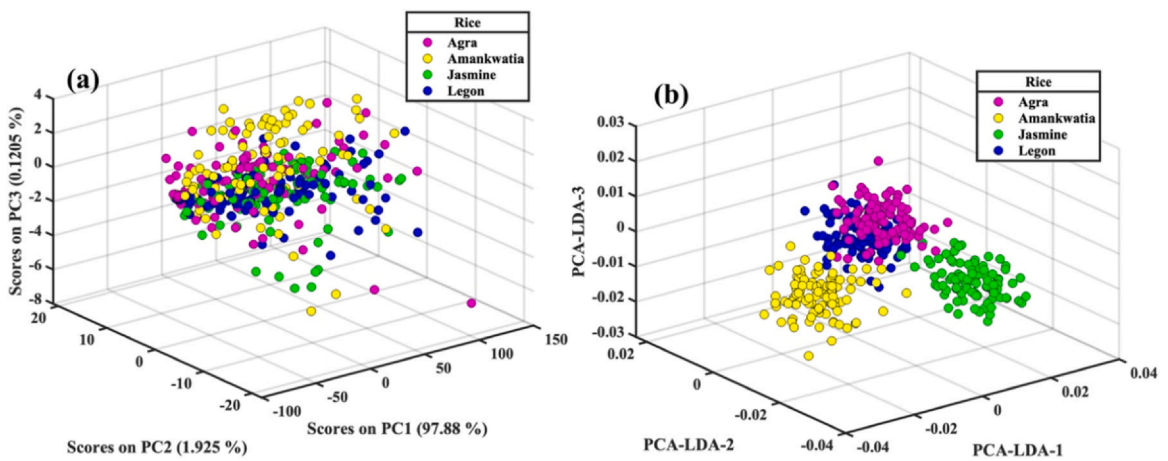 (a)
Rice
Agra
Amankwatia
Jasmine
Legon
4
2
0
-2
-4
-6
-8
Scores on PC3 (0.1205 %)
20
10
0
-10
-20
Scores on PC2 (1.925 %)
-100
-50
0
50
100
150
Scores on PC1 (97.88 %)
(b)
Rice
Agra
Amankwatia
Jasmine
Legon
0.03
0.02
0.01
0
-0.01
-0.02
-0.03
PCA-LDA-3
0.02
0
-0.02
-0.04
PCA-LDA-2
-0.04
-0.02
0
0.02
0.04
PCA-LDA-1